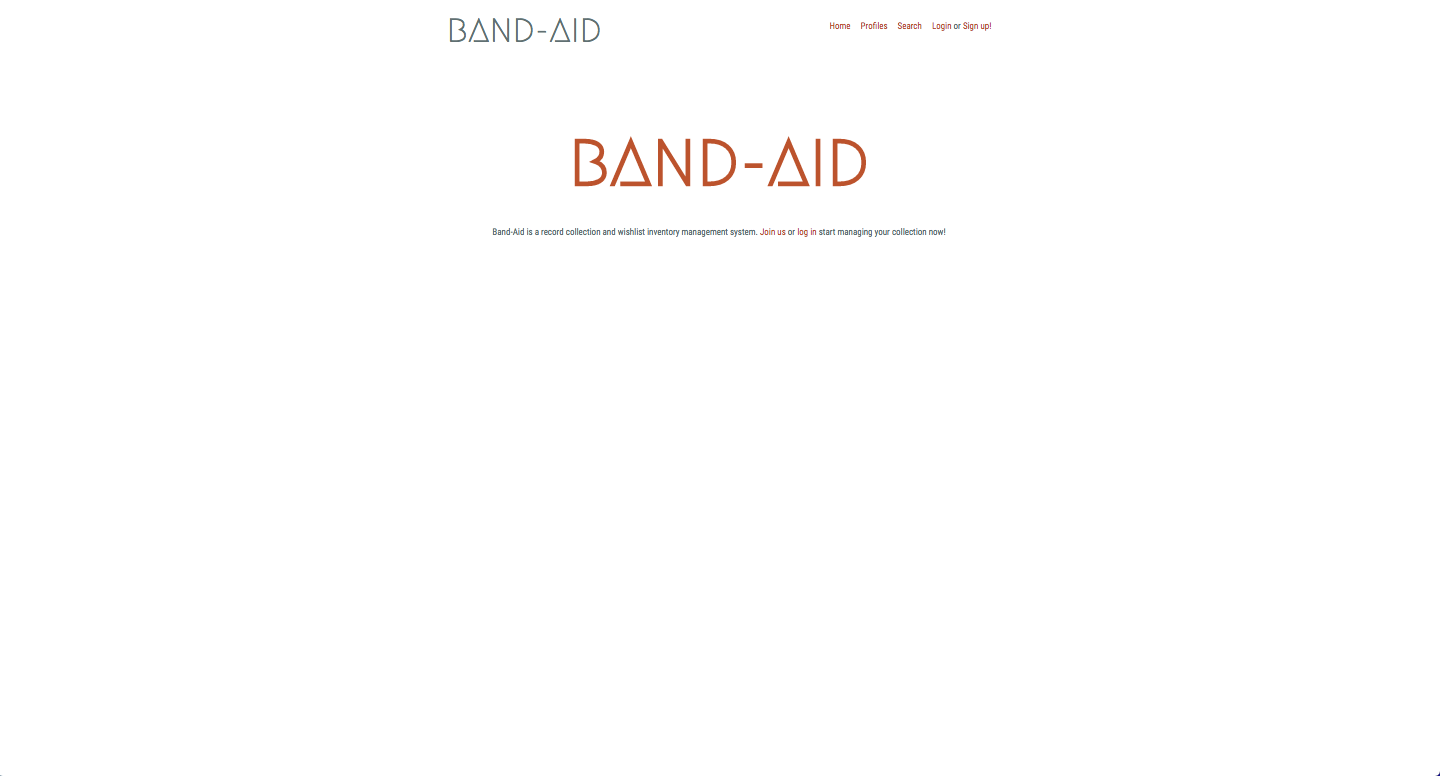 BAND-AID
Home Profiles Search Login or Sign up!
BAND-AID
Band-Aid is a record collection and wishlist inventory management system. Join us or log in start managing your collection now!